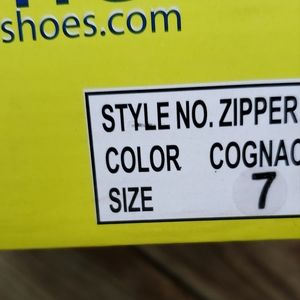 shoes.com
STYLE NO. ZIPPER
COLOR COGNAC
SIZE 7